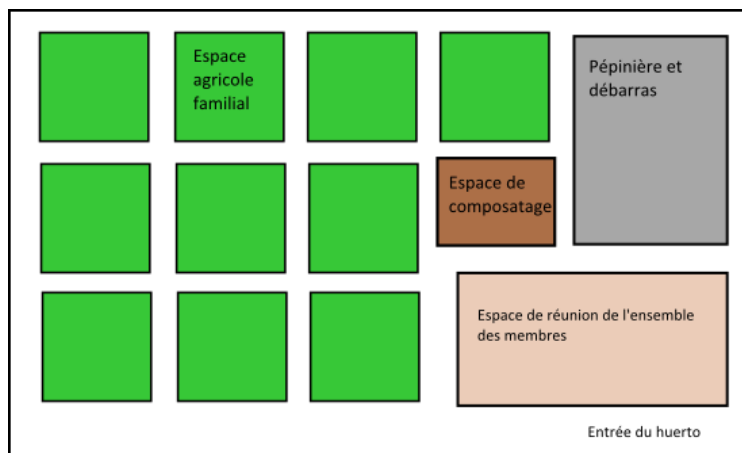 Espace
agricole
familial
Pépinière et
débarras
Espace de
composatage
Espace de réunion de l'ensemble
des membres
Entrée du huerto